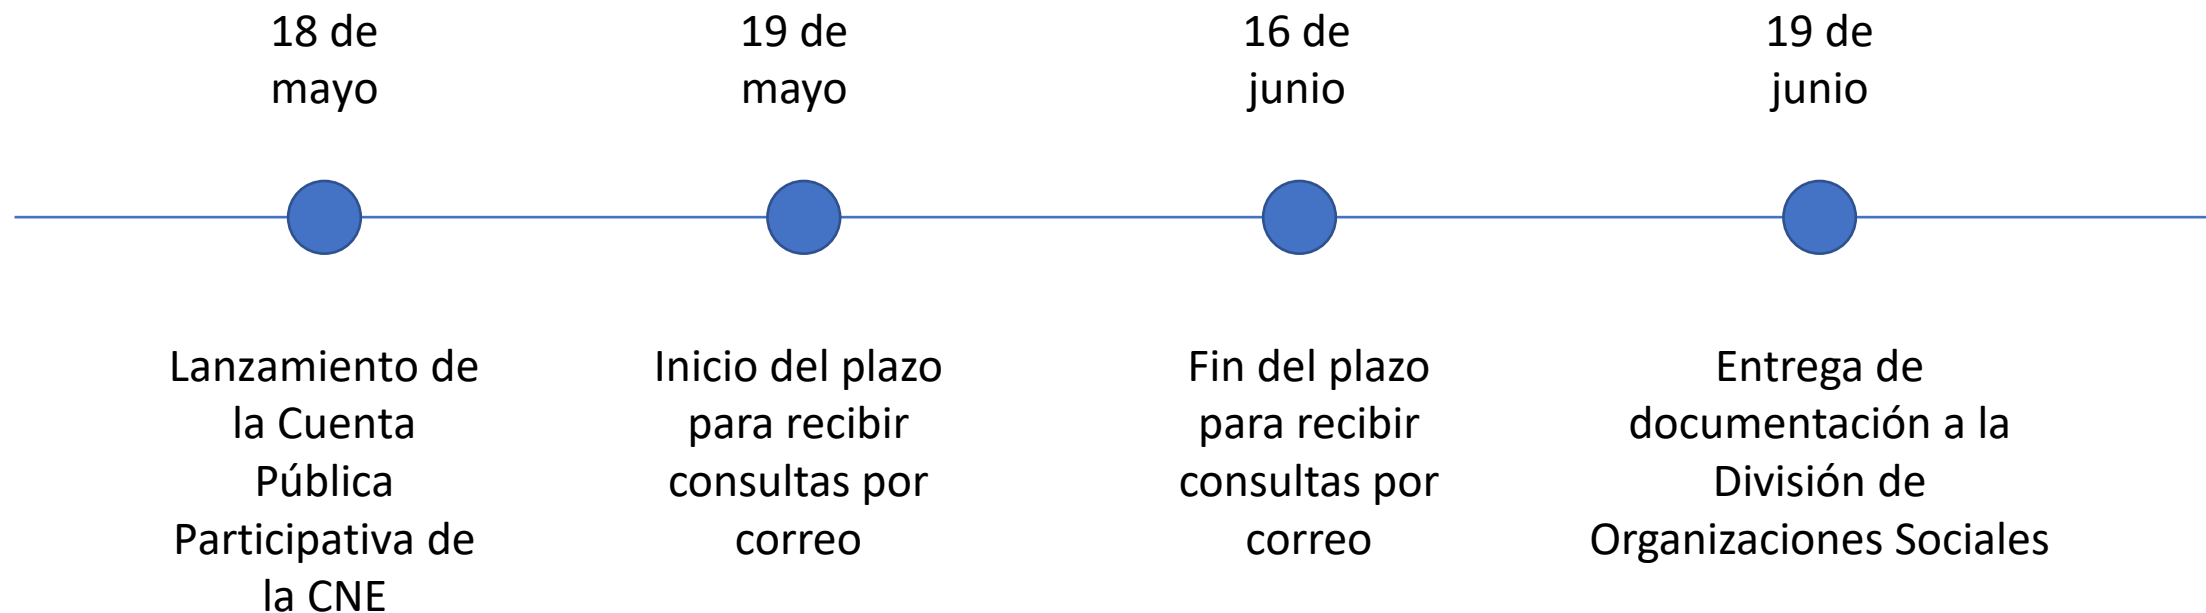 18 de
mayo
19 de
mayo
16 de
junio
19 de
junio
Lanzamiento de
la Cuenta
Pública
Participativa de
la CNE
Inicio del plazo
para recibir
consultas por
correo
Fin del plazo
para recibir
consultas por
correo
Entrega de
documentación a la
División de
Organizaciones Sociales